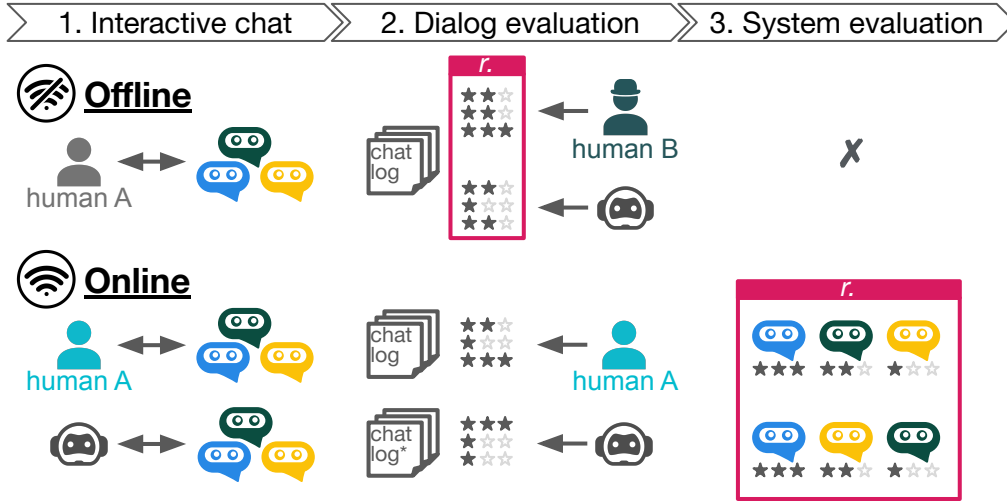 1. Interactive chat
2. Dialog evaluation
3. System evaluation
Offline
r.
human A
chat
log
human B
✗
Online
r.
human A
chat
log
human A
chat
log*